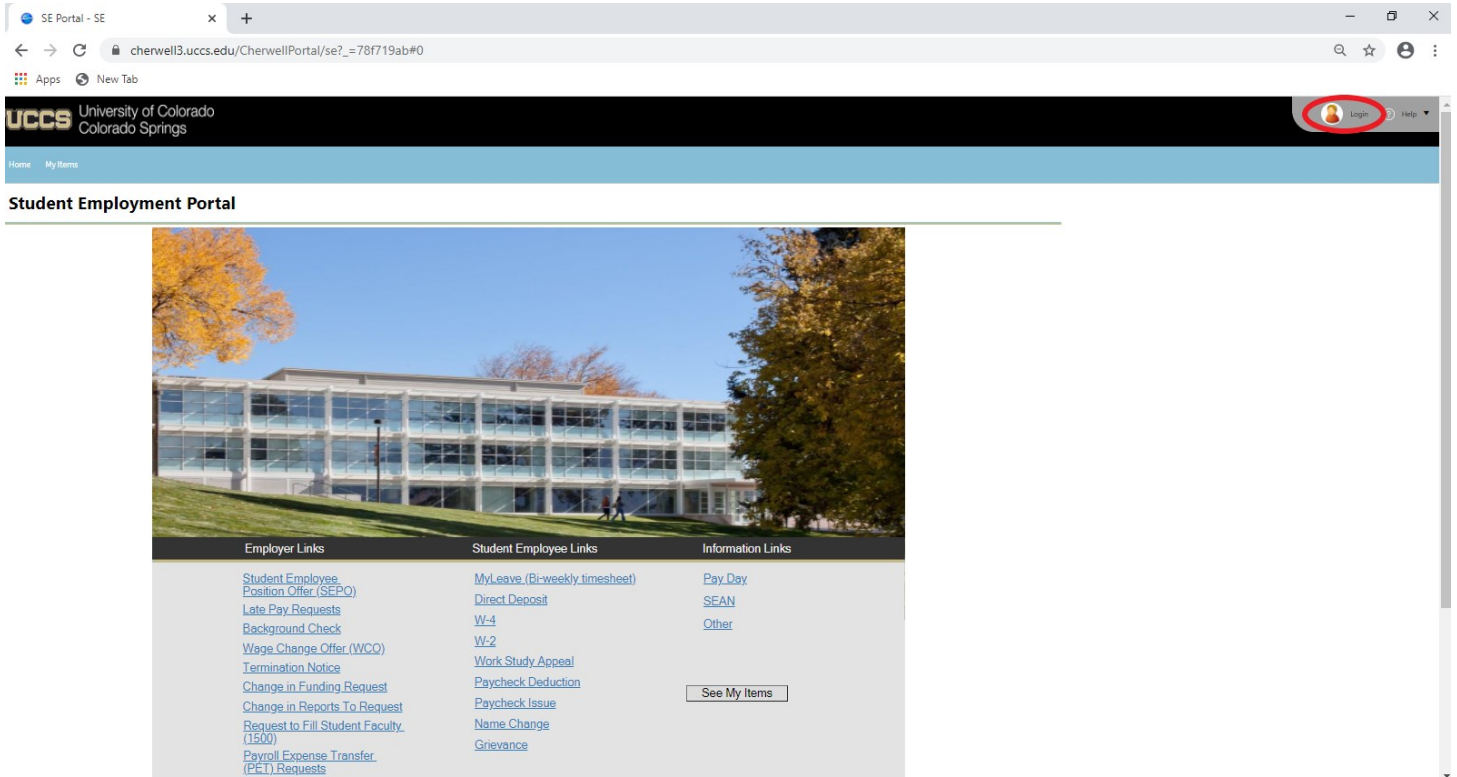 SE Portal - SE
cherwell3.uccs.edu/CherwellPortal/se?_=78f719ab#0
Apps New Tab
UCCS University of Colorado
Colorado Springs
Login Help
Home My Items
Student Employment Portal
Employer Links
Student Employee
Position Offer (SEPO)
Late Pay Requests
Background Check
Wage Change Offer (WCO)
Termination Notice
Change in Funding Request
Change in Reports To Request
Request to Fill Student Faculty
(1500)
Payroll Expense Transfer
(PET) Requests
Student Employee Links
MyLeave (Bi-weekly timesheet)
Direct Deposit
W-4
W-2
Work Study Appeal
Paycheck Deduction
Paycheck Issue
Name Change
Grievance
Information Links
Pay Day
SEAN
Other
See My Items